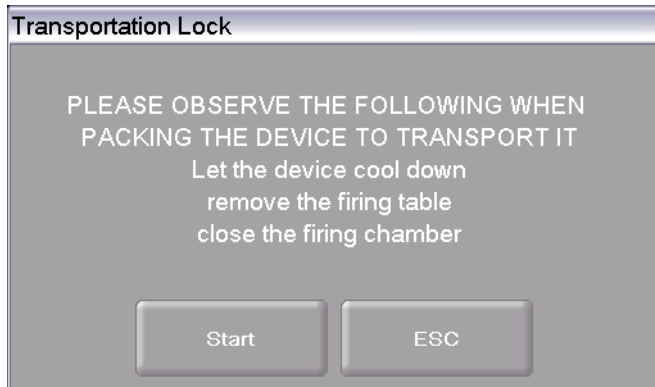 Transportation Lock
PLEASE OBSERVE THE FOLLOWING WHEN
PACKING THE DEVICE TO TRANSPORT IT
Let the device cool down
remove the firing table
close the firing chamber
Start
ESC